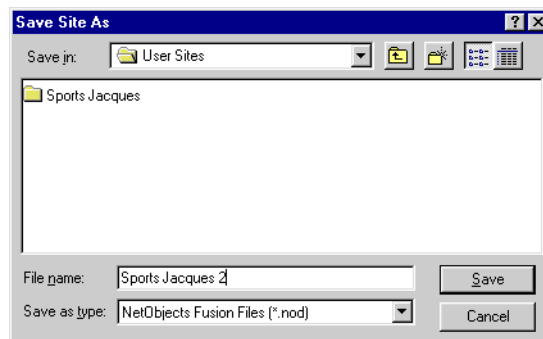 Save Site As
Save in: User Sites
Sports Jacques
File name: Sports Jacques 2
Save
Save as type: NetObjects Fusion Files (*.nod)
Cancel